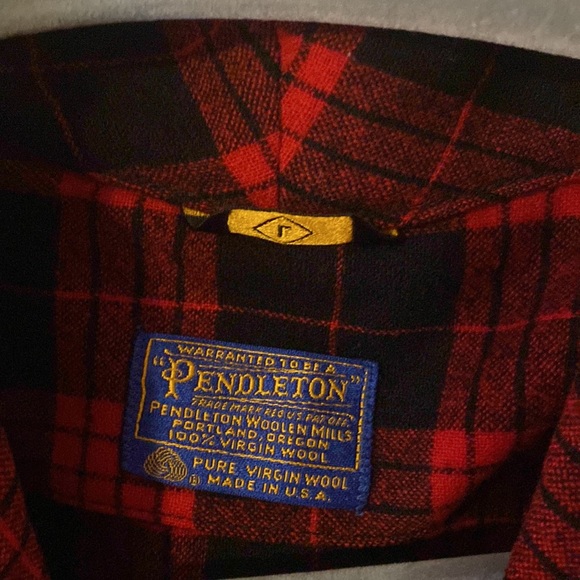 L
WARRANTED TO BE A
"PENDLETON"
TRADE MARK REG. U.S. PAT. OFF.
PENDLETON WOOLEN MILLS
PORTLAND, OREGON
100% VIRGIN WOOL
PURE VIRGIN WOOL
® MADE IN U.S.A.